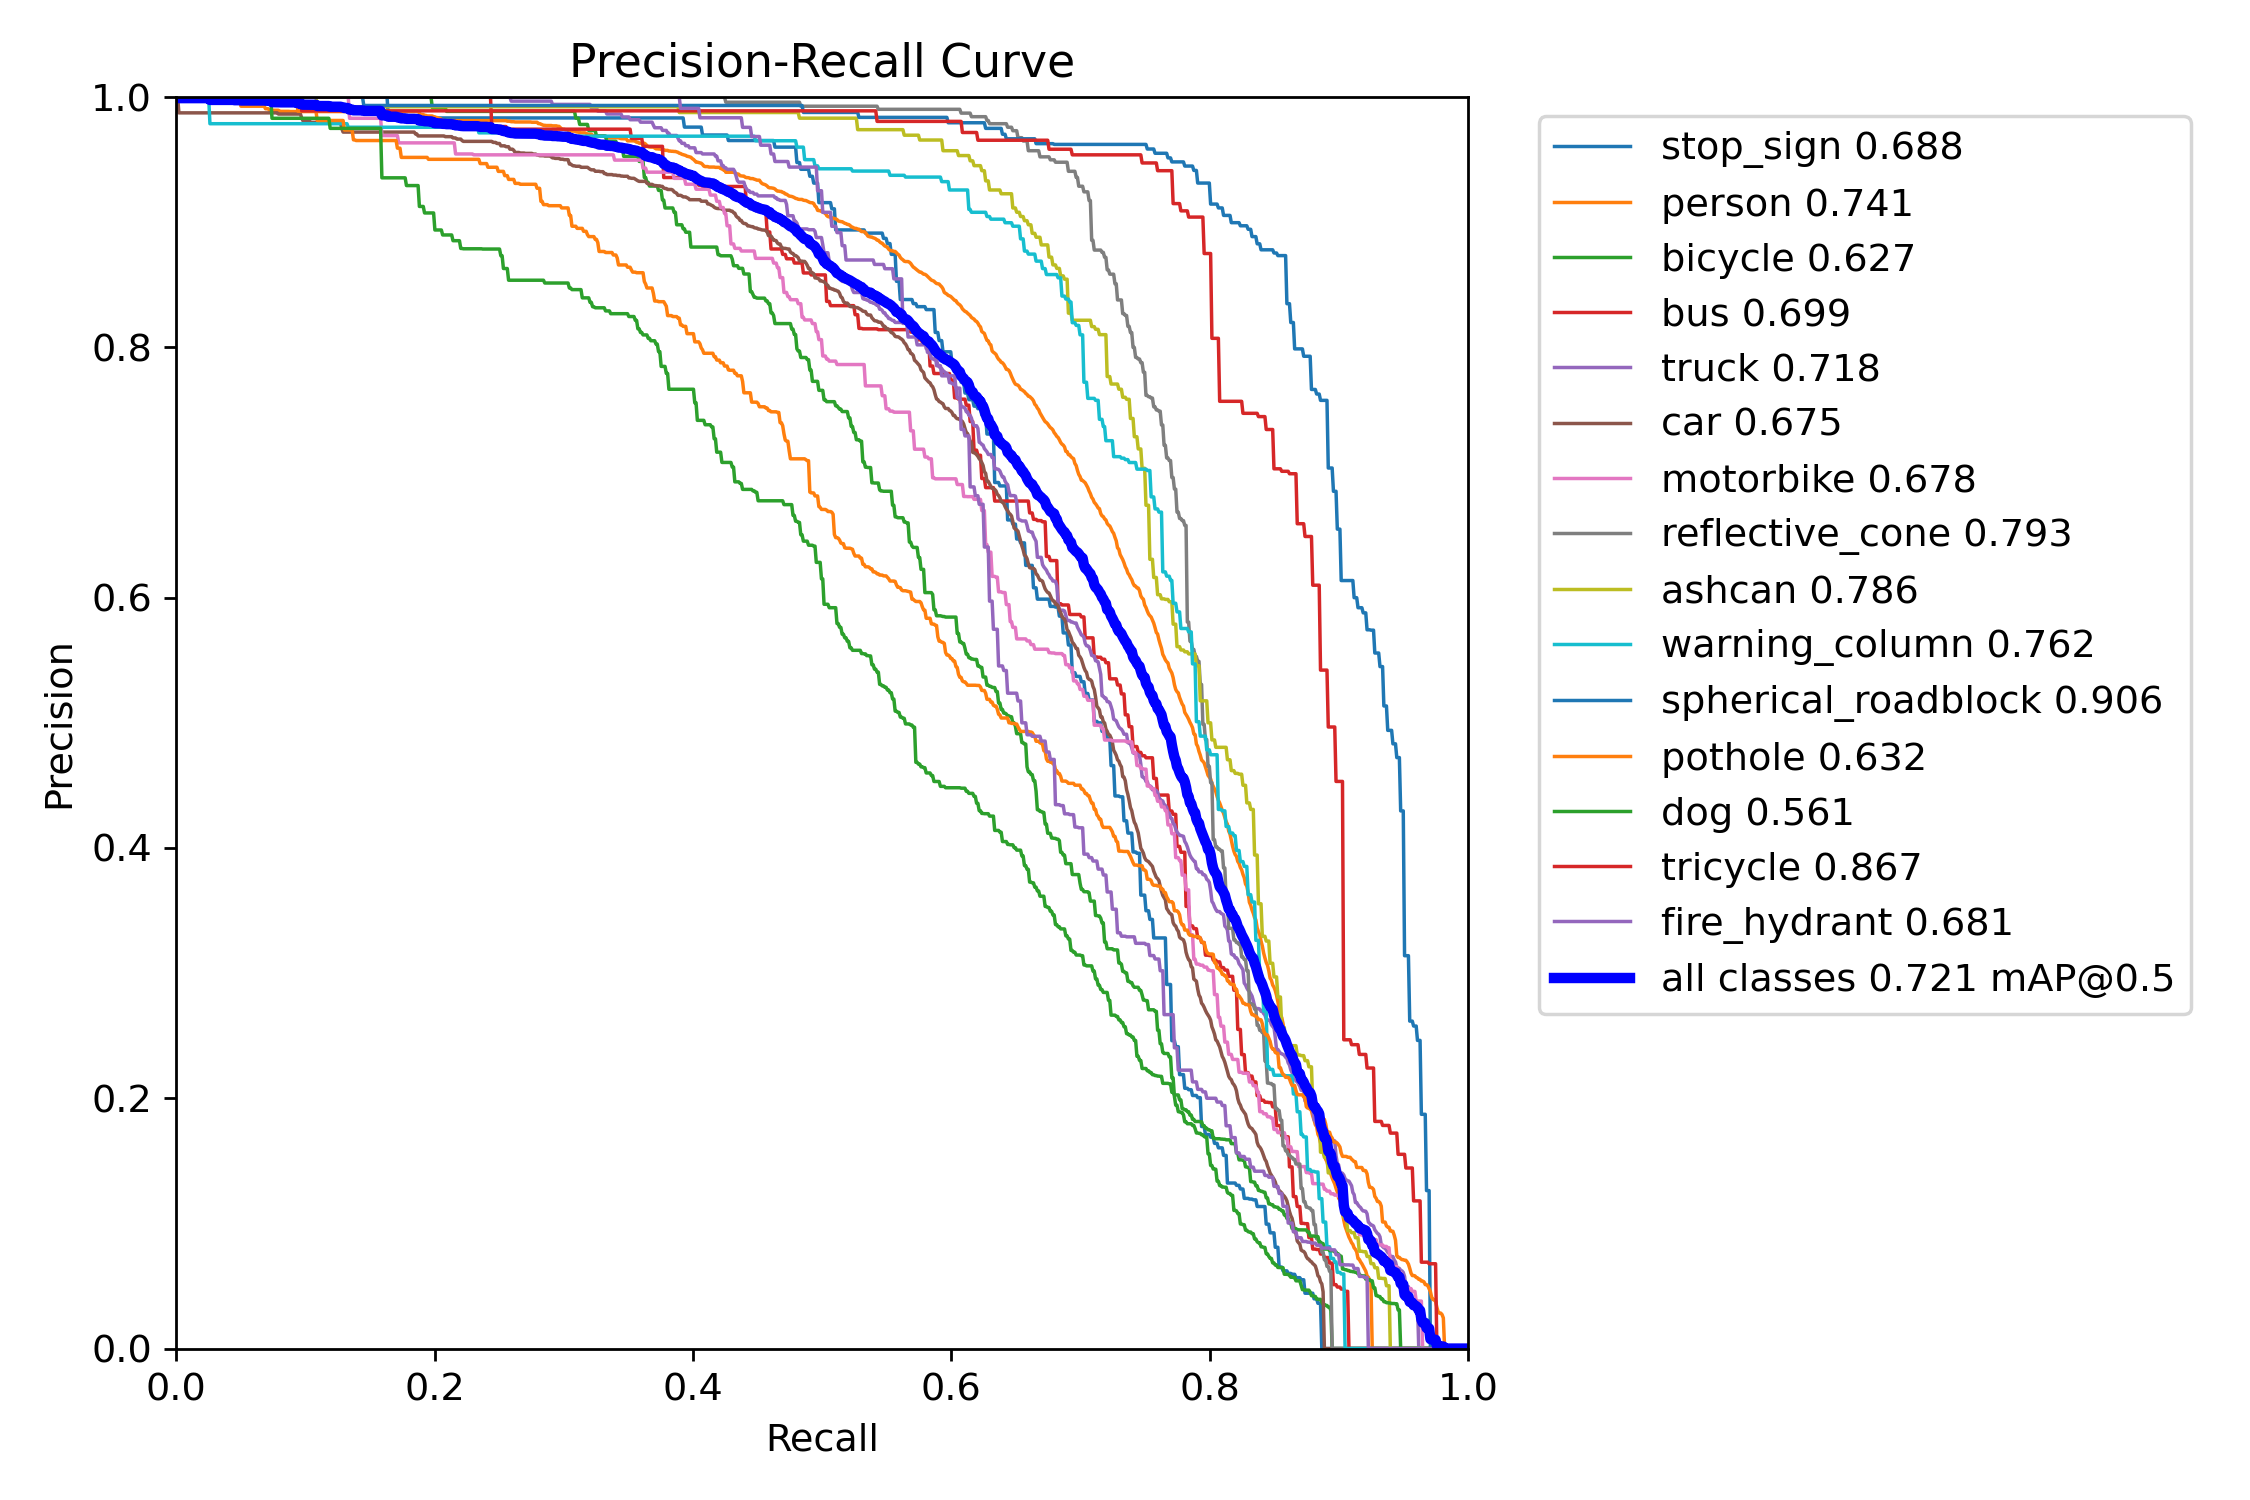 Precision-Recall Curve
1.0
0.8
0.6
0.4
0.2
0.0
Precision
0.0 0.2 0.4 0.6 0.8 1.0
Recall
stop_sign 0.688
person 0.741
bicycle 0.627
bus 0.699
truck 0.718
car 0.675
motorbike 0.678
reflective_cone 0.793
ashcan 0.786
warning_column 0.762
spherical_roadblock 0.906
pothole 0.632
dog 0.561
tricycle 0.867
fire_hydrant 0.681
all classes 0.721 mAP@0.5